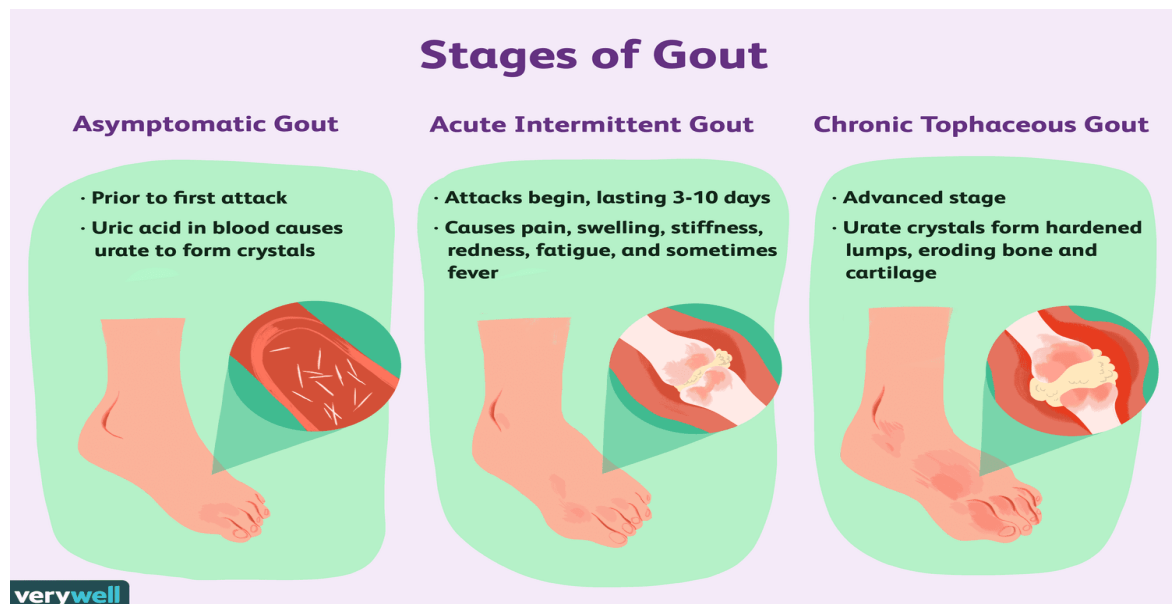 Stages of Gout
Asymptomatic Gout
· Prior to first attack
· Uric acid in blood causes
urate to form crystals
Acute Intermittent Gout
· Attacks begin, lasting 3-10 days
· Causes pain, swelling, stiffness,
redness, fatigue, and sometimes
fever
Chronic Tophaceous Gout
· Advanced stage
· Urate crystals form hardened
lumps, eroding bone and
cartilage
verywell